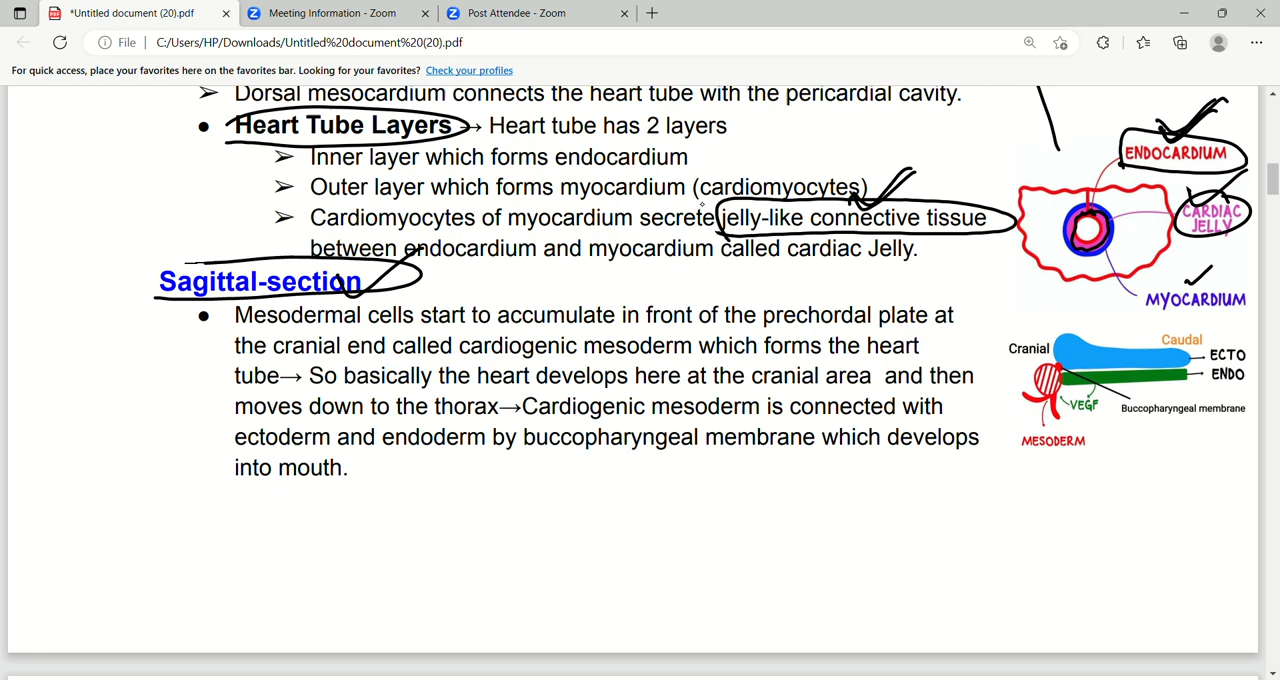 *Untitled document (20).pdf
Meeting Information - Zoom
Post Attendee - Zoom
File
C:/Users/HP/Downloads/Untitled%20document%20(20).pdf
For quick access, place your favorites here on the favorites bar. Looking for your favorites? Check your profiles
➢ Dorsal mesocardium connects the heart tube with the pericardial cavity.
● Heart Tube Layers → Heart tube has 2 layers
➢ Inner layer which forms endocardium
➢ Outer layer which forms myocardium (cardiomyocytes)
➢ Cardiomyocytes of myocardium secrete jelly-like connective tissue
between endocardium and myocardium called cardiac Jelly.
ENDOCARDIUM
CARDIAC
JELLY
MYOCARDIUM
Sagittal-section
● Mesodermal cells start to accumulate in front of the prechordal plate at
the cranial end called cardiogenic mesoderm which forms the heart
tube→ So basically the heart develops here at the cranial area and then
moves down to the thorax→Cardiogenic mesoderm is connected with
ectoderm and endoderm by buccopharyngeal membrane which develops
into mouth.
Cranial
Caudal
ECTO
ENDO
VEGF
Buccopharyngeal membrane
MESODERM